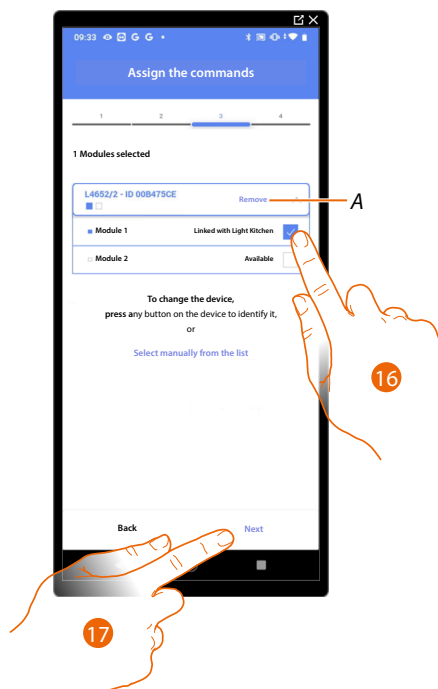 09:33 G G
Assign the commands
1 2 3 4
1 Modules selected
L4652/2 - ID 00B475CE Remove
A
Module 1 Linked with Light Kitchen
Module 2 Available
To change the device,
press any button on the device to identify it,
or
Select manually from the list
16
Back Next
17